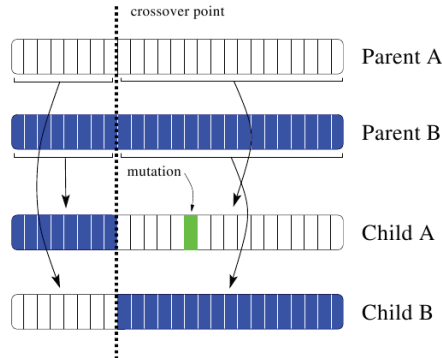 crossover point
Parent A
Parent B
mutation
Child A
Child B